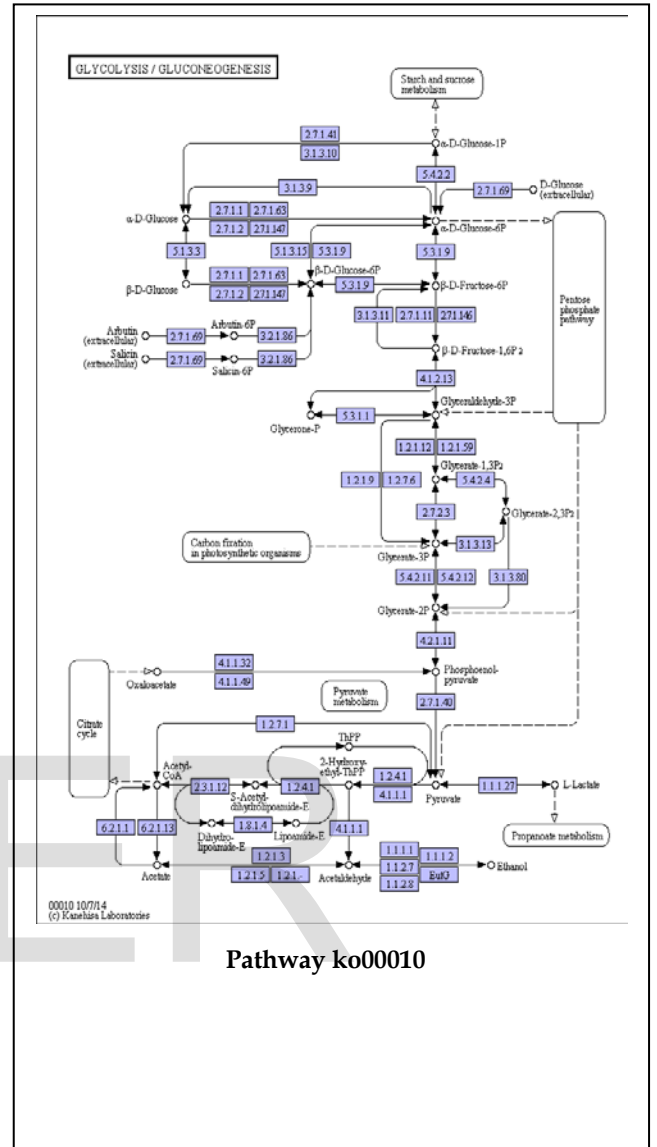 GLYCOLYSIS / GLUCONEOGENESIS
Starch and sucrose
metabolism
2.7.1.41
3.1.3.10
α-D-Glucose-1P
5.4.2.2
3.1.3.9
2.7.1.69
D-Glucose
(extracellular)
α-D-Glucose
2.7.1.1
2.7.1.63
2.7.1.2
2.7.1.147
α-D-Glucose-6P
5.1.3.3
5.1.3.15
5.3.1.9
5.3.1.9
β-D-Glucose-6P
β-D-Glucose
2.7.1.1
2.7.1.63
2.7.1.2
2.7.1.147
5.3.1.9
β-D-Fructose-6P
Pentose
phosphate
pathway
3.1.3.11
2.7.1.11
2.7.1.146
Arbutin
(extracellular)
2.7.1.69
Arbutin-6P
3.2.1.86
Salicin
(extracellular)
2.7.1.69
Salicin-6P
3.2.1.86
β-D-Fructose-1,6P2
4.1.2.13
Glyceraldehyde-3P
Glycerone-P
5.3.1.1
1.2.1.12
1.2.1.59
Glycerate-1,3P2
1.2.1.9
1.2.7.6
5.4.2.4
2.7.2.3
Glycerate-2,3P2
Carbon fixation
in photosynthetic organisms
3.1.3.13
Glycerate-3P
5.4.2.11
5.4.2.12
3.1.3.80
Glycerate-2P
4.2.1.11
4.1.1.32
4.1.1.49
Oxaloacetate
Phosphoenol-
pyruvate
Pyruvate
metabolism
2.7.1.40
Citrate
cycle
1.2.7.1
ThPP
Acetyl-
CoA
2-Hydroxy-
ethyl-ThPP
2.3.1.12
1.2.4.1
1.2.4.1
4.1.1.1
Pyruvate
1.1.1.27
L-Lactate
S-Acetyl-
dihydrolipoamide-E
6.2.1.1
6.2.1.13
Dihydro-
lipoamide-E
1.8.1.4
Lipoamide-E
4.1.1.1
Propanoate metabolism
Acetate
1.2.1.3
1.2.1.5
1.2.1.-
Acetaldehyde
1.1.1.1
1.1.2.7
1.1.2.8
1.1.1.2
EutG
Ethanol
00010 10/7/14
(c) Kanehisa Laboratories
Pathway ko00010
ER